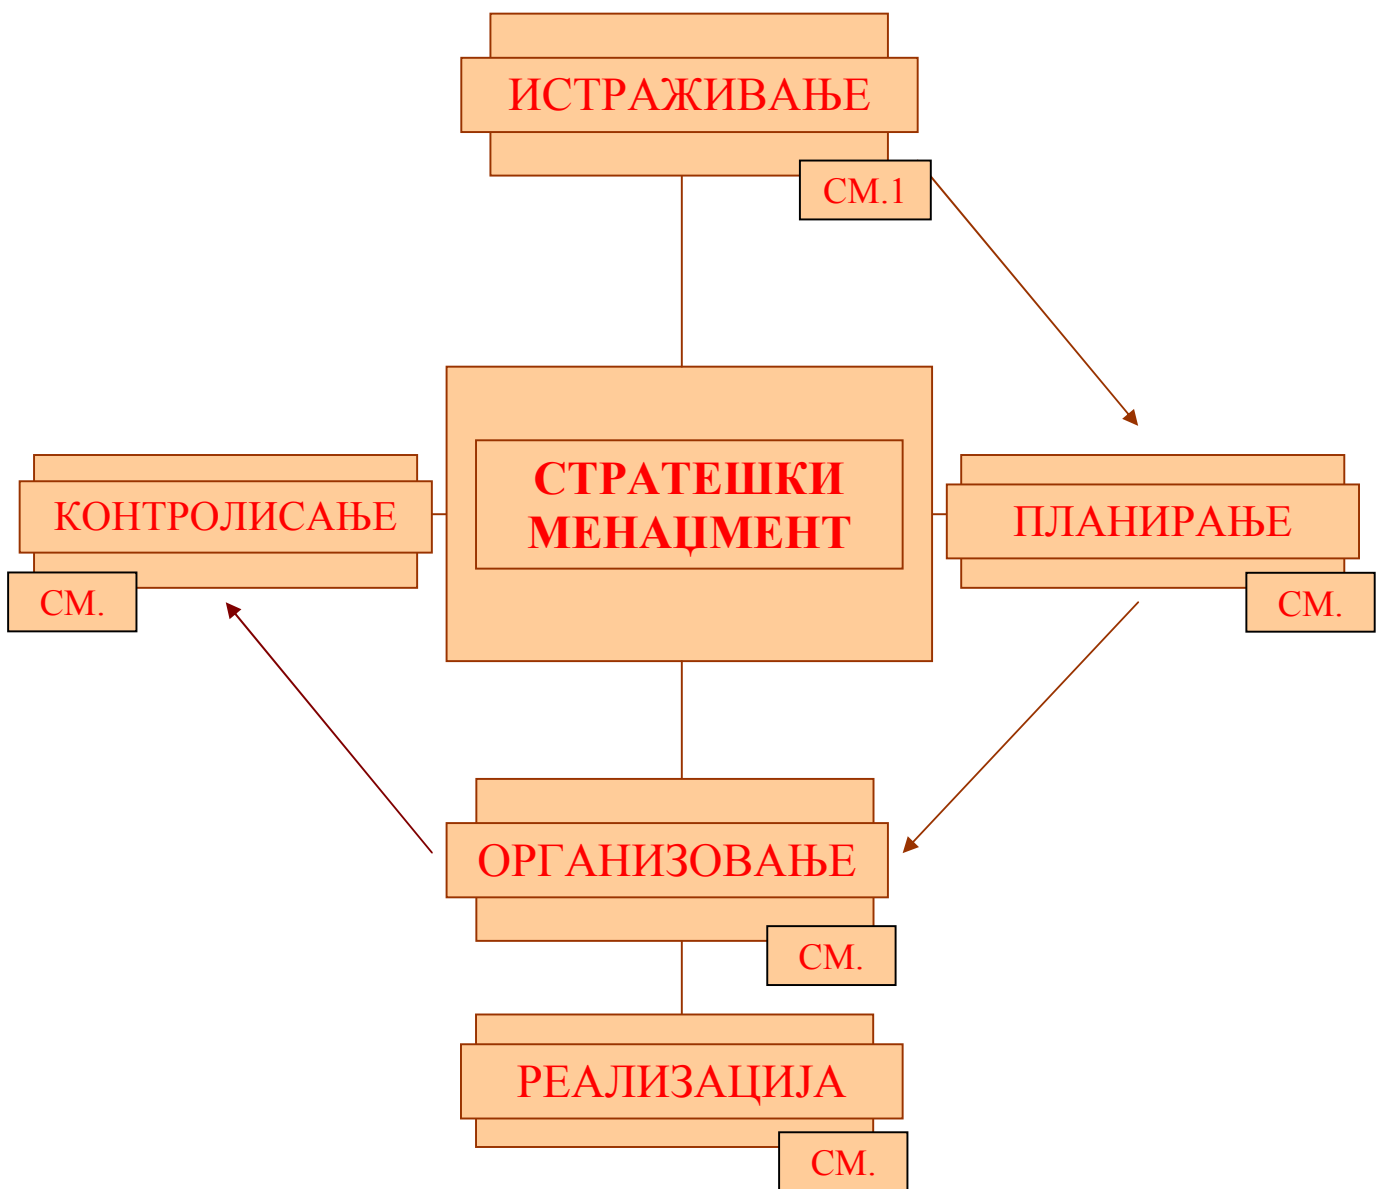 ИСТРАЖИВАЊЕ
СМ.1
СТРАТЕШКИ
МЕНАЏМЕНТ
КОНТРОЛИСАЊЕ
СМ.
ПЛАНИРАЊЕ
СМ.
ОРГАНИЗОВАЊЕ
СМ.
РЕАЛИЗАЦИЈА
СМ.